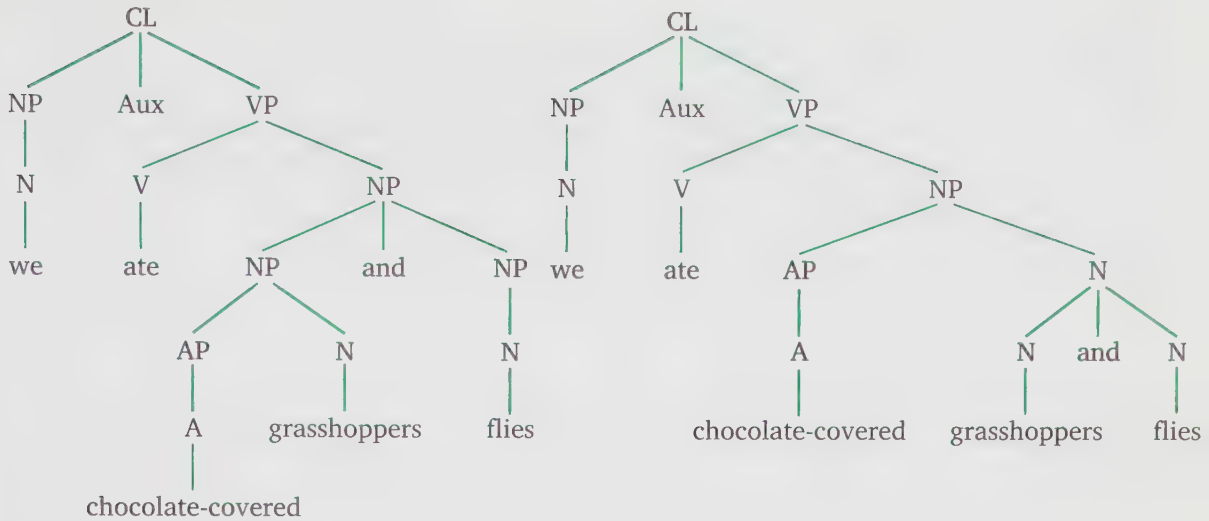 CL CL
NP Aux VP NP Aux VP
N V NP N V NP
we ate NP and NP we ate AP N
AP N N A N and N
A grasshoppers flies chocolate-covered grasshoppers flies
chocolate-covered